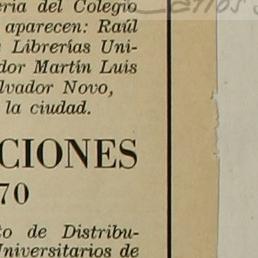 ería del Colegio
aparecen: Raúl
Librerías Uni-
dor Martín Luis
lvador Novo,
la ciudad.
CIONES
70
to de Distribu-
Universitarios de